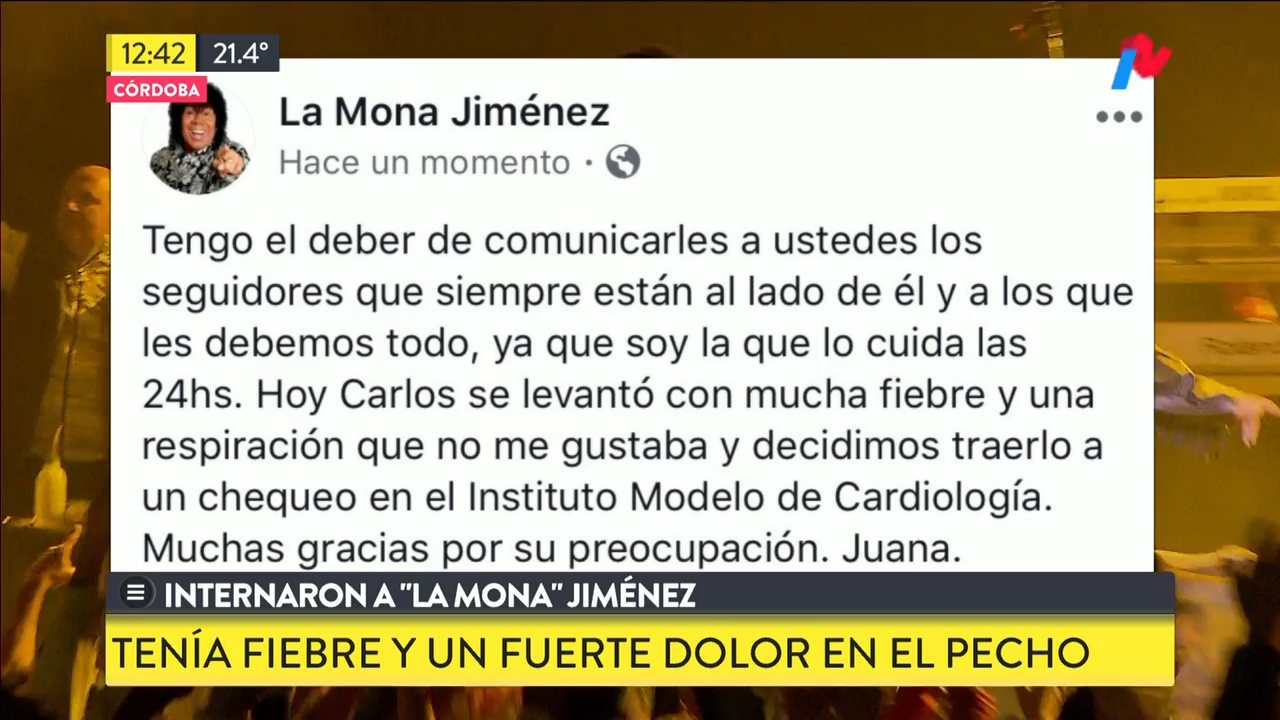 12:42 21.4°
CÓRDOBA
La Mona Jiménez
Hace un momento ·
Tengo el deber de comunicarles a ustedes los
seguidores que siempre están al lado de él y a los que
les debemos todo, ya que soy la que lo cuida las
24hs. Hoy Carlos se levantó con mucha fiebre y una
respiración que no me gustaba y decidimos traerlo a
un chequeo en el Instituto Modelo de Cardiología.
Muchas gracias por su preocupación. Juana.
INTERNARON A "LA MONA" JIMÉNEZ
TENÍA FIEBRE Y UN FUERTE DOLOR EN EL PECHO